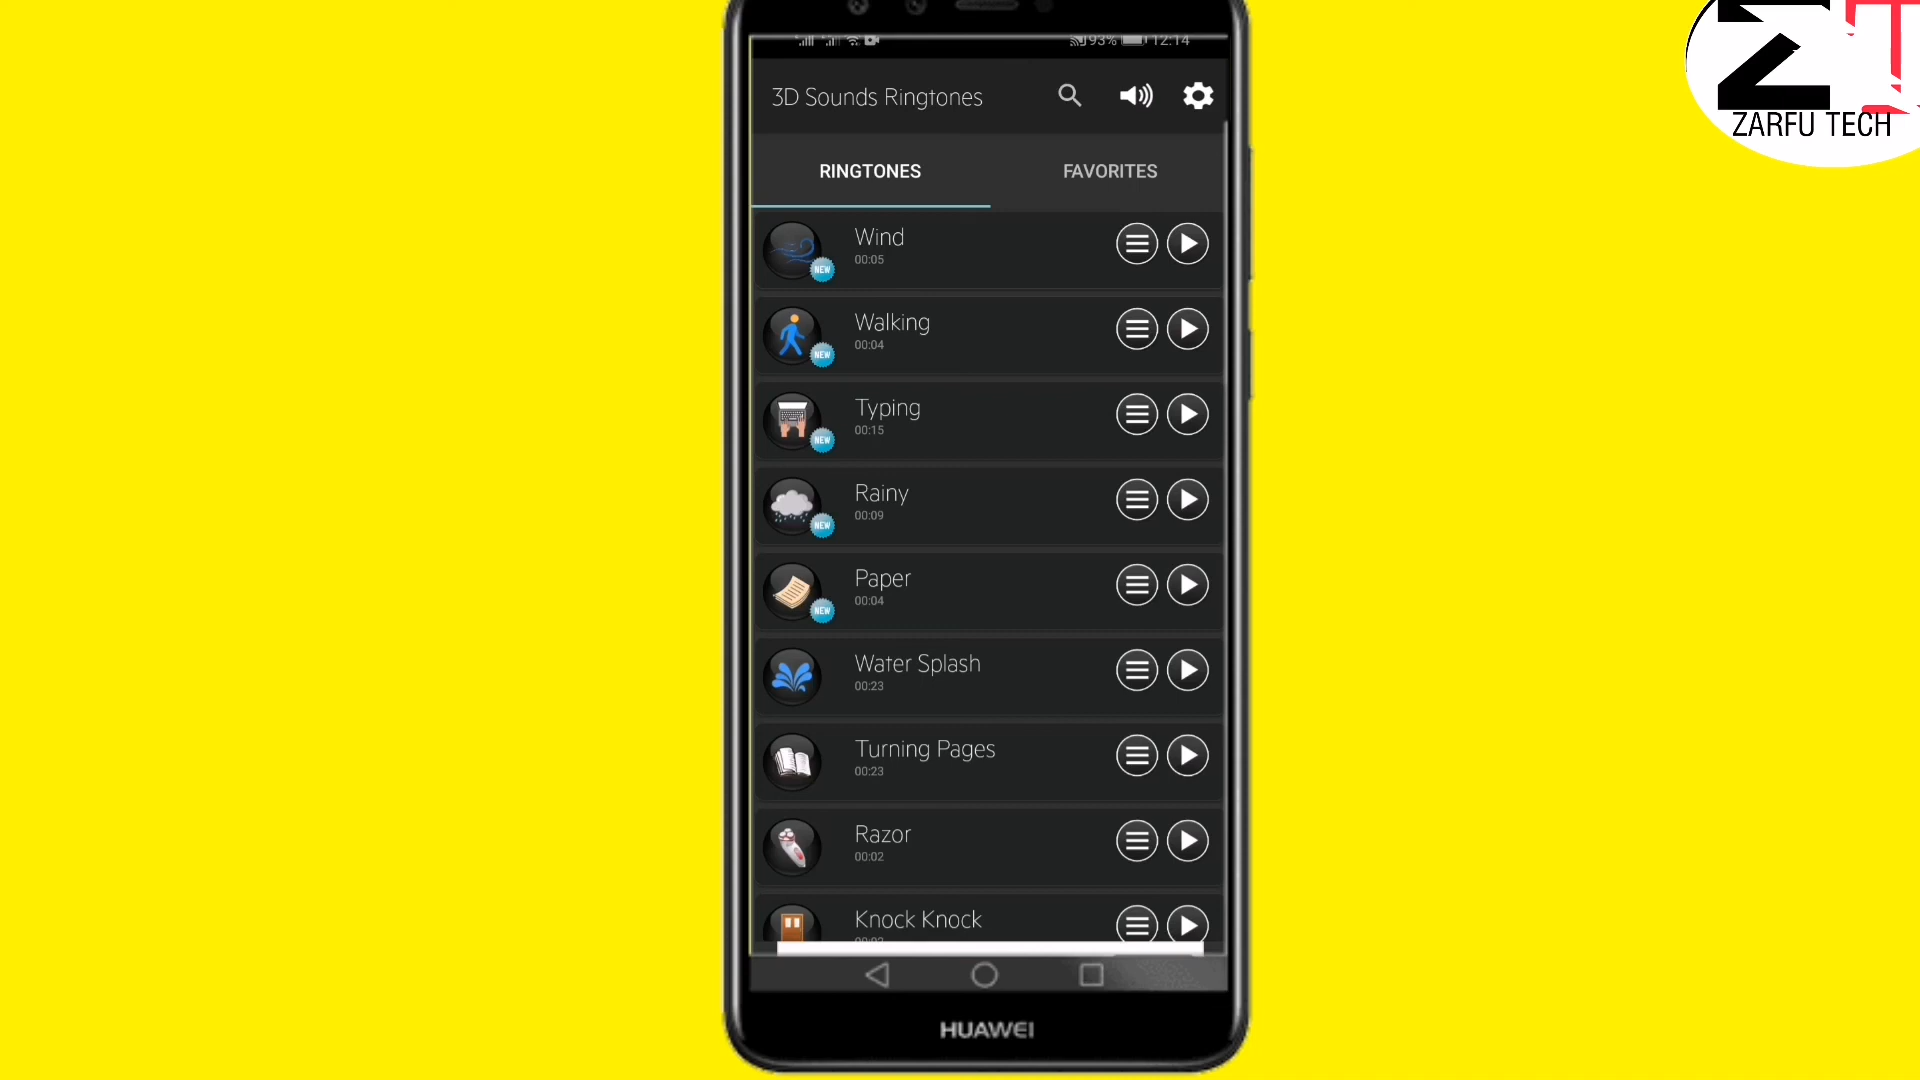 93% 12:14
3D Sounds Ringtones
RINGTONES FAVORITES
Wind
00:05
NEW
Walking
00:04
NEW
Typing
00:15
NEW
Rainy
00:09
NEW
Paper
00:04
NEW
Water Splash
00:23
Turning Pages
00:23
Razor
00:02
Knock Knock
HUAWEI
ZT
ZARFU TECH